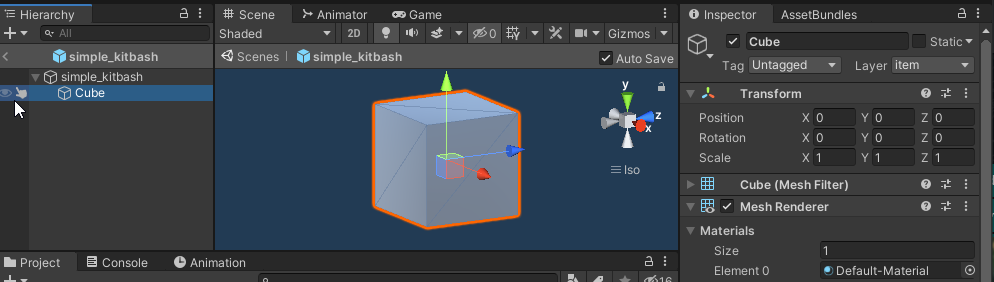 Hierarchy
All
simple_kitbash
simple_kitbash
Cube
Scene Animator Game
Shaded 2D 0 Gizmos
Scenes simple_kitbash Auto Save
y
z
x
Iso
Project Console Animation
16
Inspector AssetBundles
Cube Static
Tag Untagged Layer item
Transform
Position X 0 Y 0 Z 0
Rotation X 0 Y 0 Z 0
Scale X 1 Y 1 Z 1
Cube (Mesh Filter)
Mesh Renderer
Materials
Size 1
Element 0 Default-Material